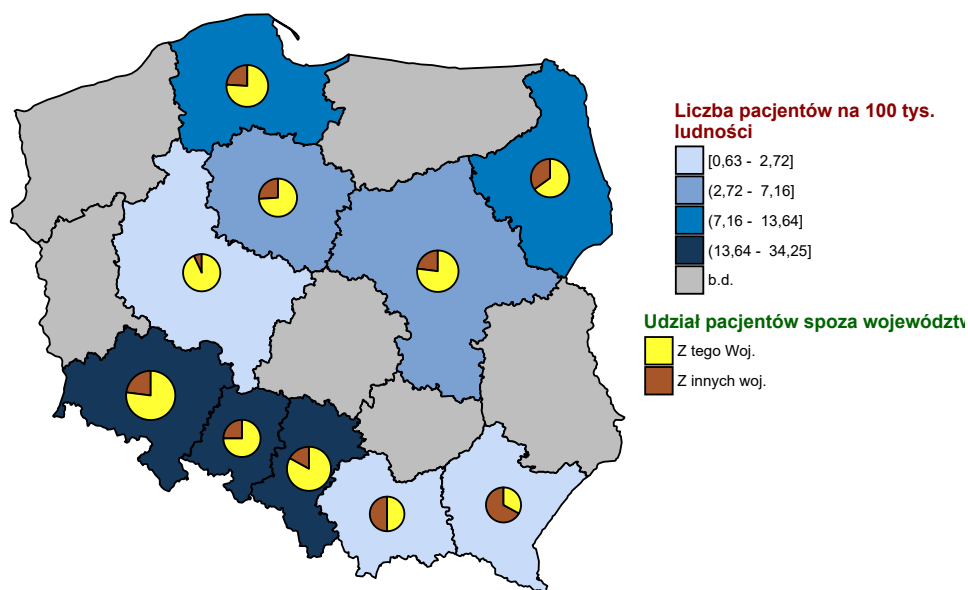 Liczba pacjentów na 100 tys.
ludności
[0,63 - 2,72]
(2,72 - 7,16]
(7,16 - 13,64]
(13,64 - 34,25]
b.d.
Udział pacjentów spoza województw
Z tego Woj.
Z innych woj.